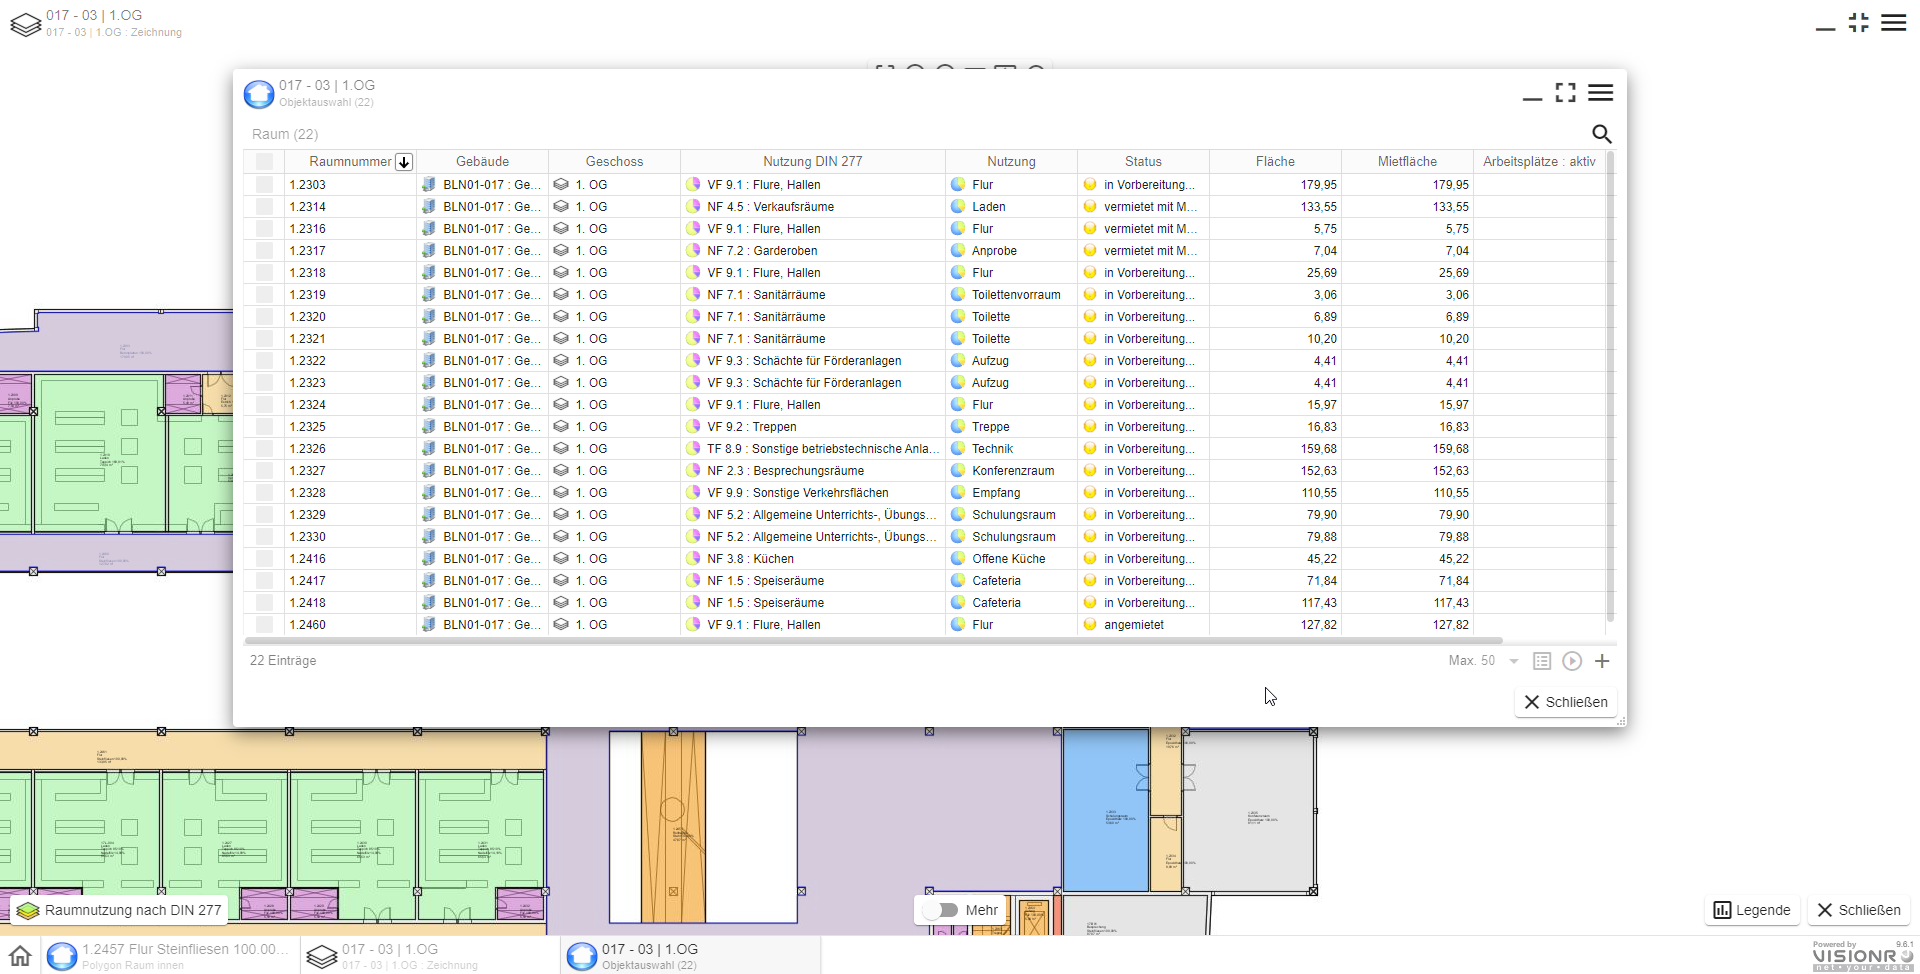 017 - 03 | 1.OG
017 - 03 | 1.OG : Zeichnung
017 - 03 | 1.OG
Objektauswahl (22)
Raum (22)
Raumnummer Gebäude Geschoss Nutzung DIN 277 Nutzung Status Fläche Mietfläche Arbeitsplätze : aktiv
1.2303 BLN01-017 : Ge... 1. OG VF 9.1 : Flure, Hallen Flur in Vorbereitung... 179,95 179,95
1.2314 BLN01-017 : Ge... 1. OG NF 4.5 : Verkaufsräume Laden vermietet mit M... 133,55 133,55
1.2316 BLN01-017 : Ge... 1. OG VF 9.1 : Flure, Hallen Flur vermietet mit M... 5,75 5,75
1.2317 BLN01-017 : Ge... 1. OG NF 7.2 : Garderoben Anprobe vermietet mit M... 7,04 7,04
1.2318 BLN01-017 : Ge... 1. OG VF 9.1 : Flure, Hallen Flur in Vorbereitung... 25,69 25,69
1.2319 BLN01-017 : Ge... 1. OG NF 7.1 : Sanitärräume Toilettenvorraum in Vorbereitung... 3,06 3,06
1.2320 BLN01-017 : Ge... 1. OG NF 7.1 : Sanitärräume Toilette in Vorbereitung... 6,89 6,89
1.2321 BLN01-017 : Ge... 1. OG NF 7.1 : Sanitärräume Toilette in Vorbereitung... 10,20 10,20
1.2322 BLN01-017 : Ge... 1. OG VF 9.3 : Schächte für Förderanlagen Aufzug in Vorbereitung... 4,41 4,41
1.2323 BLN01-017 : Ge... 1. OG VF 9.3 : Schächte für Förderanlagen Aufzug in Vorbereitung... 4,41 4,41
1.2324 BLN01-017 : Ge... 1. OG VF 9.1 : Flure, Hallen Flur in Vorbereitung... 15,97 15,97
1.2325 BLN01-017 : Ge... 1. OG VF 9.2 : Treppen Treppe in Vorbereitung... 16,83 16,83
1.2326 BLN01-017 : Ge... 1. OG TF 8.9 : Sonstige betriebstechnische Anla... Technik in Vorbereitung... 159,68 159,68
1.2327 BLN01-017 : Ge... 1. OG NF 2.3 : Besprechungsräume Konferenzraum in Vorbereitung... 152,63 152,63
1.2328 BLN01-017 : Ge... 1. OG VF 9.9 : Sonstige Verkehrsflächen Empfang in Vorbereitung... 110,55 110,55
1.2329 BLN01-017 : Ge... 1. OG NF 5.2 : Allgemeine Unterrichts-, Übungs... Schulungsraum in Vorbereitung... 79,90 79,90
1.2330 BLN01-017 : Ge... 1. OG NF 5.2 : Allgemeine Unterrichts-, Übungs... Schulungsraum in Vorbereitung... 79,88 79,88
1.2416 BLN01-017 : Ge... 1. OG NF 3.8 : Küchen Offene Küche in Vorbereitung... 45,22 45,22
1.2417 BLN01-017 : Ge... 1. OG NF 1.5 : Speiseräume Cafeteria in Vorbereitung... 71,84 71,84
1.2418 BLN01-017 : Ge... 1. OG NF 1.5 : Speiseräume Cafeteria in Vorbereitung... 117,43 117,43
1.2460 BLN01-017 : Ge... 1. OG VF 9.1 : Flure, Hallen Flur angemietet 127,82 127,82
22 Einträge Max. 50
Schließen
Raumnutzung nach DIN 277 Mehr Legende Schließen
1.2457 Flur Steinfliesen 100.00...
Polygon Raum innen
017 - 03 | 1.OG
017 - 03 | 1.OG : Zeichnung
017 - 03 | 1.OG
Objektauswahl (22)
Powered by 9.6.1
VISIONR
net • your • data